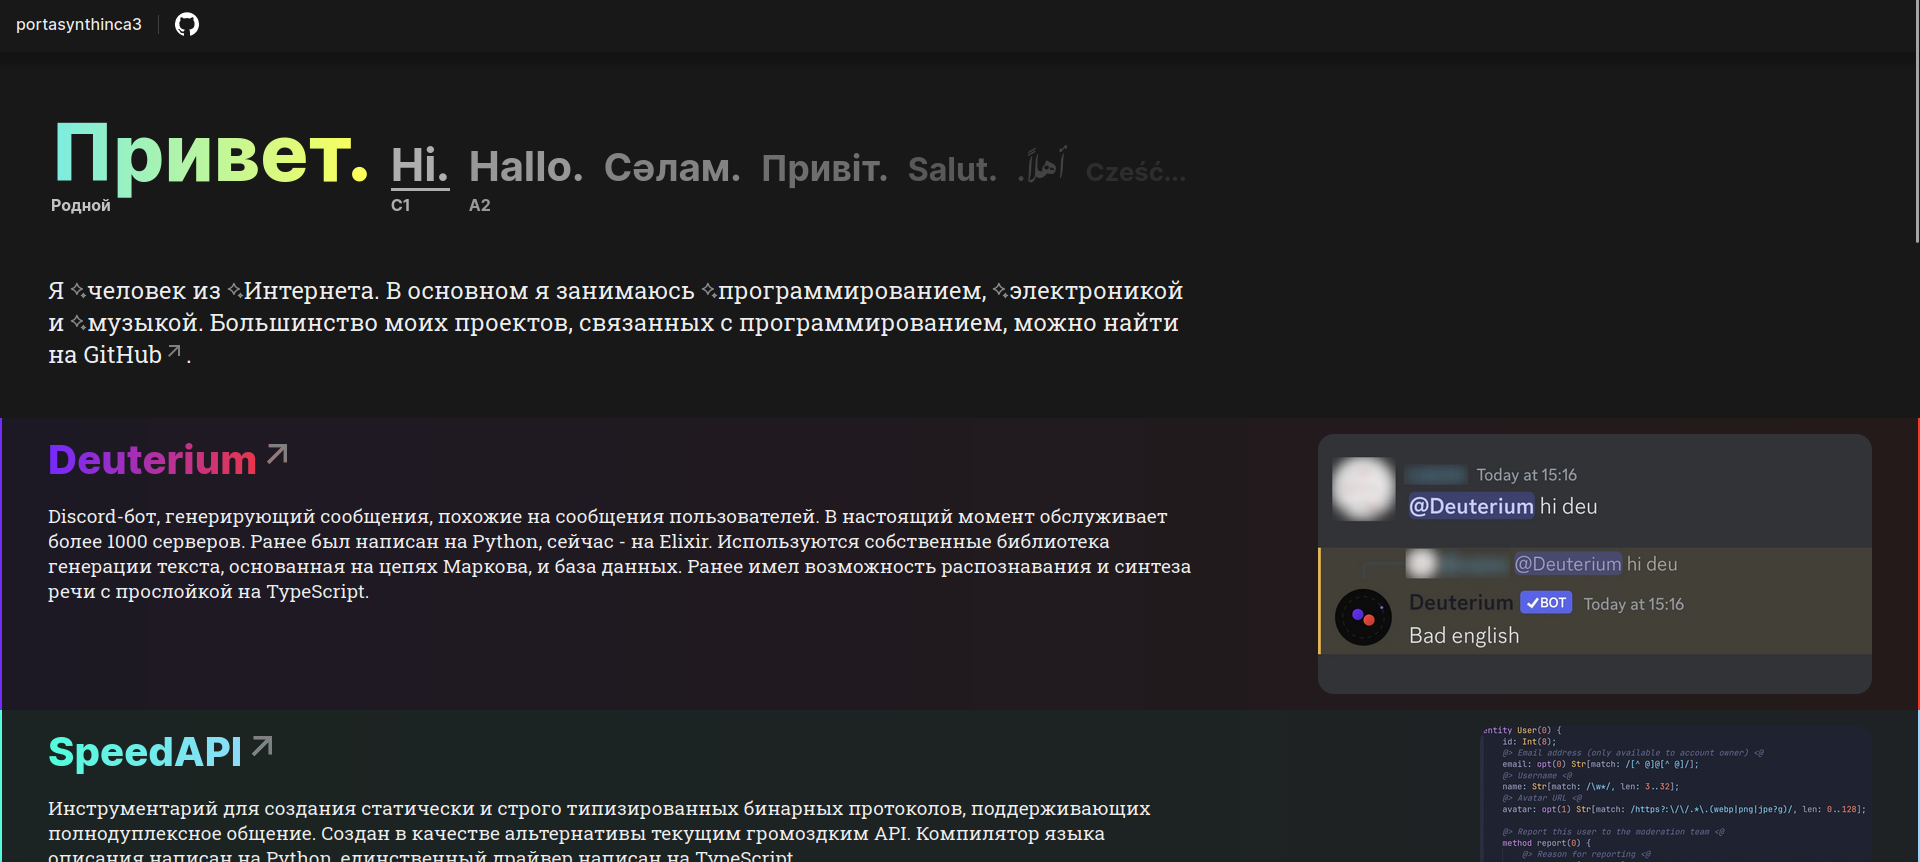 portasynthinca3
Привет. Hi. Hallo. Сәлам. Привіт. Salut. أهلاً. Cześć...
Родной C1 A2
Я человек из Интернета. В основном я занимаюсь программированием, электроникой
и музыкой. Большинство моих проектов, связанных с программированием, можно найти
на GitHub.
Deuterium
Discord-бот, генерирующий сообщения, похожие на сообщения пользователей. В настоящий момент обслуживает
более 1000 серверов. Ранее был написан на Python, сейчас - на Elixir. Используются собственные библиотека
генерации текста, основанная на цепях Маркова, и база данных. Ранее имел возможность распознавания и синтеза
речи с прослойкой на TypeScript.
Today at 15:16
@Deuterium hi deu
@Deuterium hi deu
Deuterium BOT Today at 15:16
Bad english
SpeedAPI
Инструментарий для создания статически и строго типизированных бинарных протоколов, поддерживающих
полнодуплексное общение. Создан в качестве альтернативы текущим громоздким API. Компилятор языка
описания написан на Python, единственный драйвер написан на TypeScript.
entity User(0) {
id: Int(8);
@> Email address (only available to account owner) <@
email: opt(0) Str[match: /[^ @]@[^ @]/];
@> Username <@
name: Str[match: /\w*/, len: 3..32];
@> Avatar URL <@
avatar: opt(1) Str[match: /https?:\/\/.*\.(webp|png|jpe?g)/, len: 0..128];
@> Report this user to the moderation team <@
method report(0) {
@> Reason for reporting <@